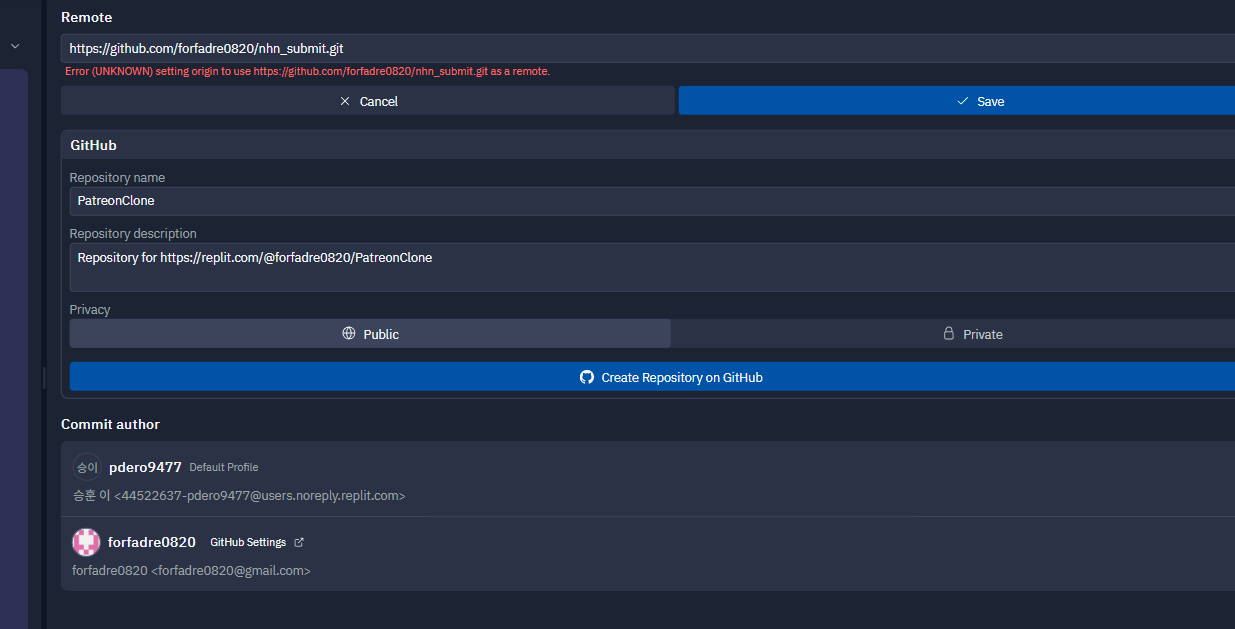 Remote
https://github.com/forfadre0820/nhn_submit.git
Error (UNKNOWN) setting origin to use https://github.com/forfadre0820/nhn_submit.git as a remote.
Cancel
Save
GitHub
Repository name
PatreonClone
Repository description
Repository for https://replit.com/@forfadre0820/PatreonClone
Privacy
Public
Private
Create Repository on GitHub
Commit author
승이 pdero9477 Default Profile
승훈 이 <44522637-pdero9477@users.noreply.replit.com>
forfadre0820 GitHub Settings
forfadre0820 <forfadre0820@gmail.com>